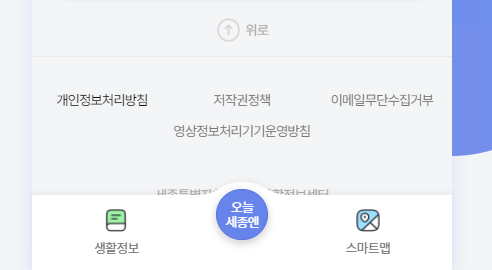 위로
개인정보처리방침 저작권정책 이메일무단수집거부
영상정보처리기기운영방침
오늘
세종엔
생활정보 스마트맵